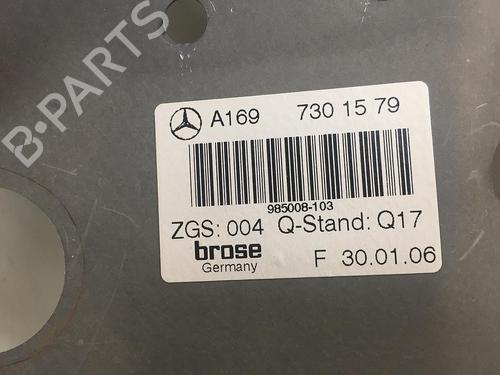 B-PARTS
A169 730 15 79
985008-103
ZGS: 004 Q-Stand: Q17
brose
Germany
F 30.01.06